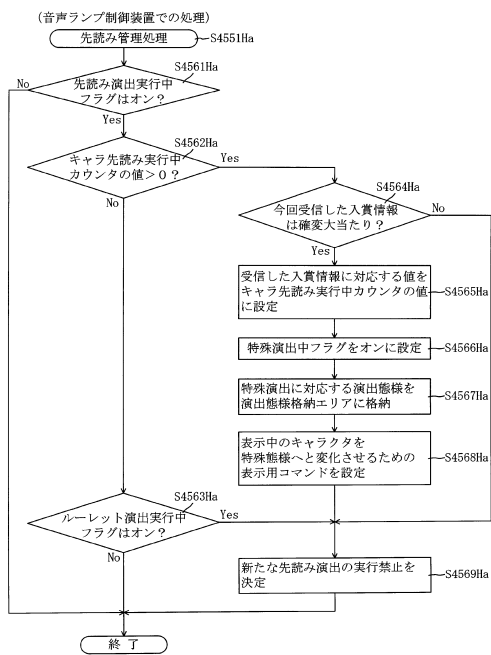 （音声ランプ制御装置での処理）
先読み管理処理
S4551Ha
S4561Ha
先読み演出実行中
フラグはオン？
No
Yes
S4562Ha
キャラ先読み実行中
カウンタの値＞０？
Yes
No
S4564Ha
今回受信した入賞情報
は確変大当たり？
No
Yes
受信した入賞情報に対応する値を
キャラ先読み実行中カウンタの値
に設定
S4565Ha
特殊演出中フラグをオンに設定
S4566Ha
特殊演出に対応する演出態様を
演出態様格納エリアに格納
S4567Ha
表示中のキャラクタを
特殊態様へと変化させるための
表示用コマンドを設定
S4568Ha
S4563Ha
ルーレット演出実行中
フラグはオン？
Yes
No
新たな先読み演出の実行禁止を
決定
S4569Ha
終 了